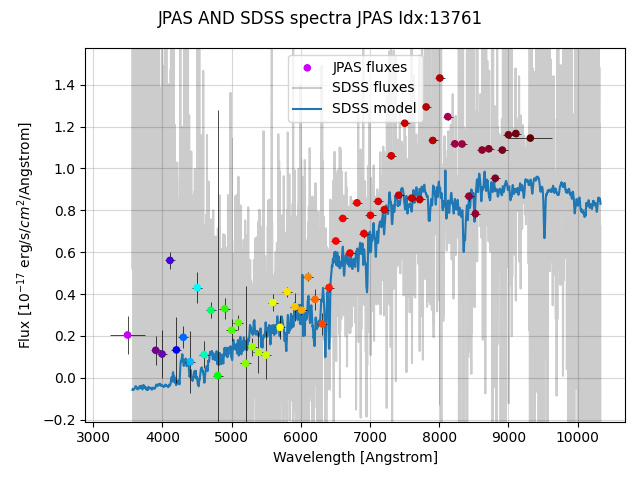 JPAS AND SDSS spectra JPAS Idx:13761
JPAS fluxes
SDSS fluxes
SDSS model
1.4
1.2
1.0
0.8
0.6
0.4
0.2
0.0
−0.2
Flux [10⁻¹⁷ erg/s/cm²/Angstrom]
3000 4000 5000 6000 7000 8000 9000 10000
Wavelength [Angstrom]